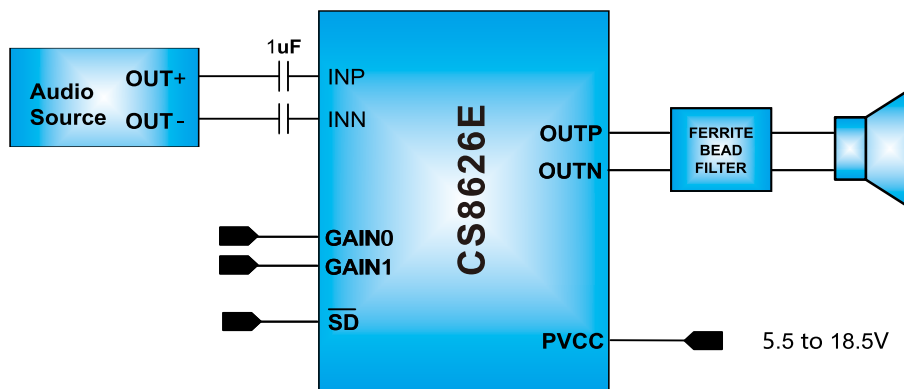 1uF
Audio
Source
OUT+
OUT-
INP
INN
GAIN0
GAIN1
SD
CS8626E
OUTP
OUTN
PVCC
FERRITE
BEAD
FILTER
5.5 to 18.5V